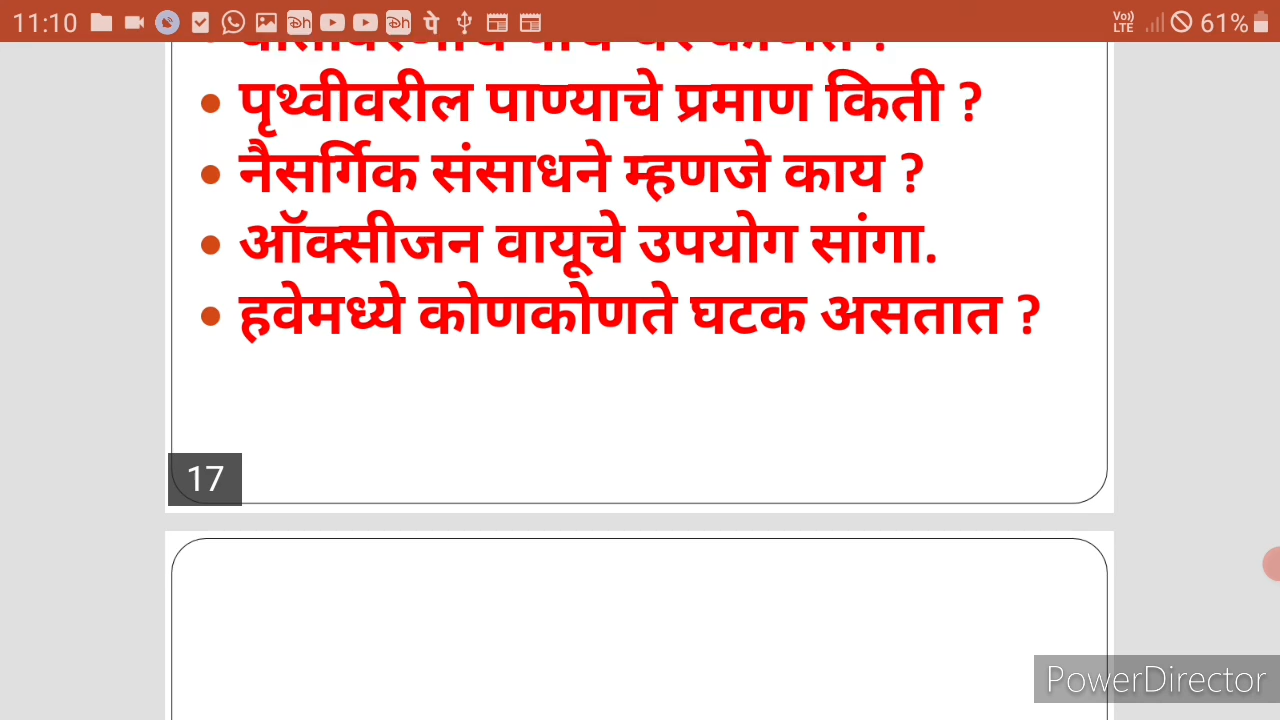 11:10 61%
पृथ्वीवरील पाण्याचे प्रमाण किती ?
नैसर्गिक संसाधने म्हणजे काय ?
ऑक्सीजन वायूचे उपयोग सांगा.
हवेमध्ये कोणकोणते घटक असतात ?
17
PowerDirector